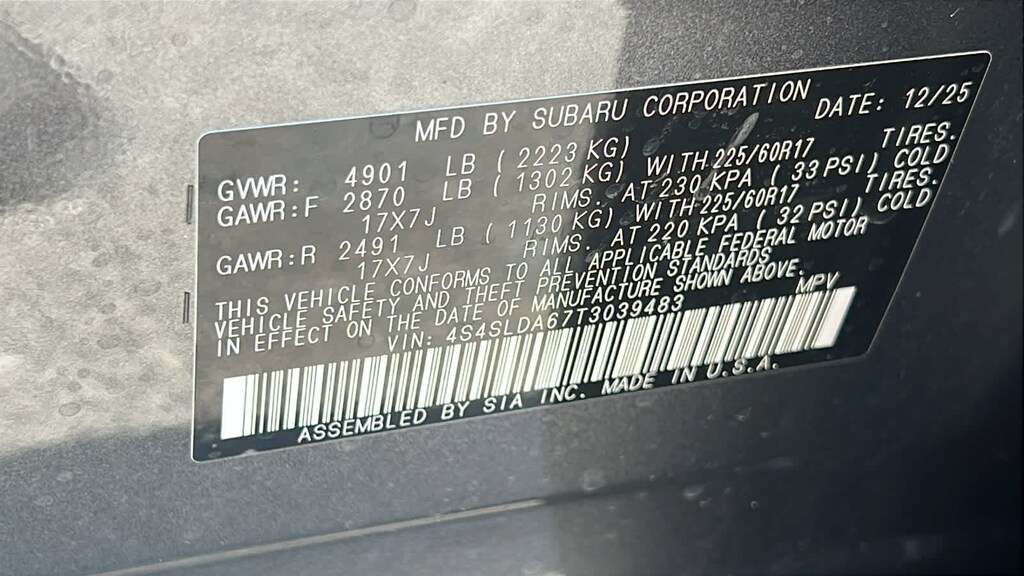 MFD BY SUBARU CORPORATION DATE: 12/25
GVWR: 4901 LB ( 2223 KG)
GAWR:F 2870 LB ( 1302 KG) WITH 225/60R17 TIRES.
17X7J RIMS. AT 230 KPA ( 33 PSI) COLD
GAWR:R 2491 LB ( 1130 KG) WITH 225/60R17 TIRES.
17X7J RIMS. AT 220 KPA ( 32 PSI) COLD
THIS VEHICLE CONFORMS TO ALL APPLICABLE FEDERAL MOTOR
VEHICLE SAFETY AND THEFT PREVENTION STANDARDS
IN EFFECT ON THE DATE OF MANUFACTURE SHOWN ABOVE.
VIN: 4S4SLDA67T3039483 MPV
ASSEMBLED BY SIA INC. MADE IN U.S.A.